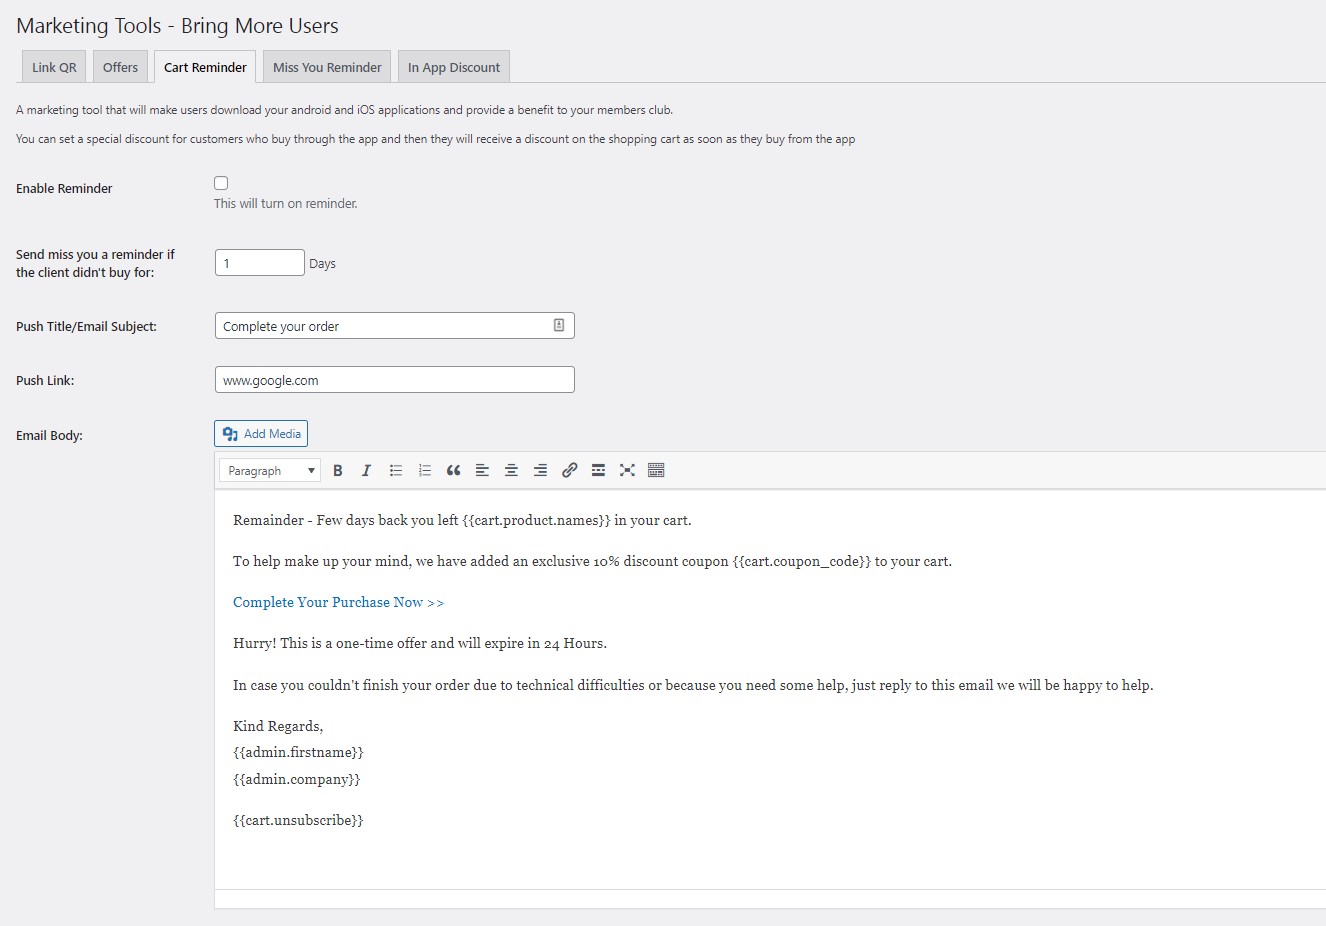 Marketing Tools - Bring More Users
Link QR
Offers
Cart Reminder
Miss You Reminder
In App Discount
A marketing tool that will make users download your android and iOS applications and provide a benefit to your members club.
You can set a special discount for customers who buy through the app and then they will receive a discount on the shopping cart as soon as they buy from the app
Enable Reminder
This will turn on reminder.
Send miss you a reminder if
the client didn't buy for:
1 Days
Push Title/Email Subject:
Complete your order
Push Link:
www.google.com
Email Body:
Add Media
Paragraph
Remainder - Few days back you left {{cart.product.names}} in your cart.
To help make up your mind, we have added an exclusive 10% discount coupon {{cart.coupon_code}} to your cart.
Complete Your Purchase Now >>
Hurry! This is a one-time offer and will expire in 24 Hours.
In case you couldn't finish your order due to technical difficulties or because you need some help, just reply to this email we will be happy to help.
Kind Regards,
{{admin.firstname}}
{{admin.company}}
{{cart.unsubscribe}}